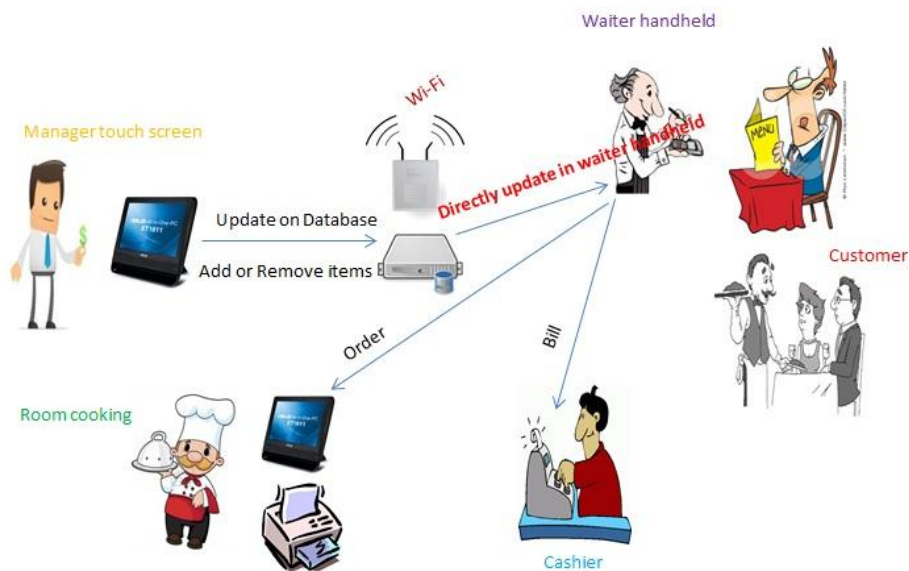 Waiter handheld
Wi-Fi
Manager touch screen
MENU
Directly update in waiter handheld
Update on Database
Add or Remove items
Customer
Order
Bill
Room cooking
Cashier